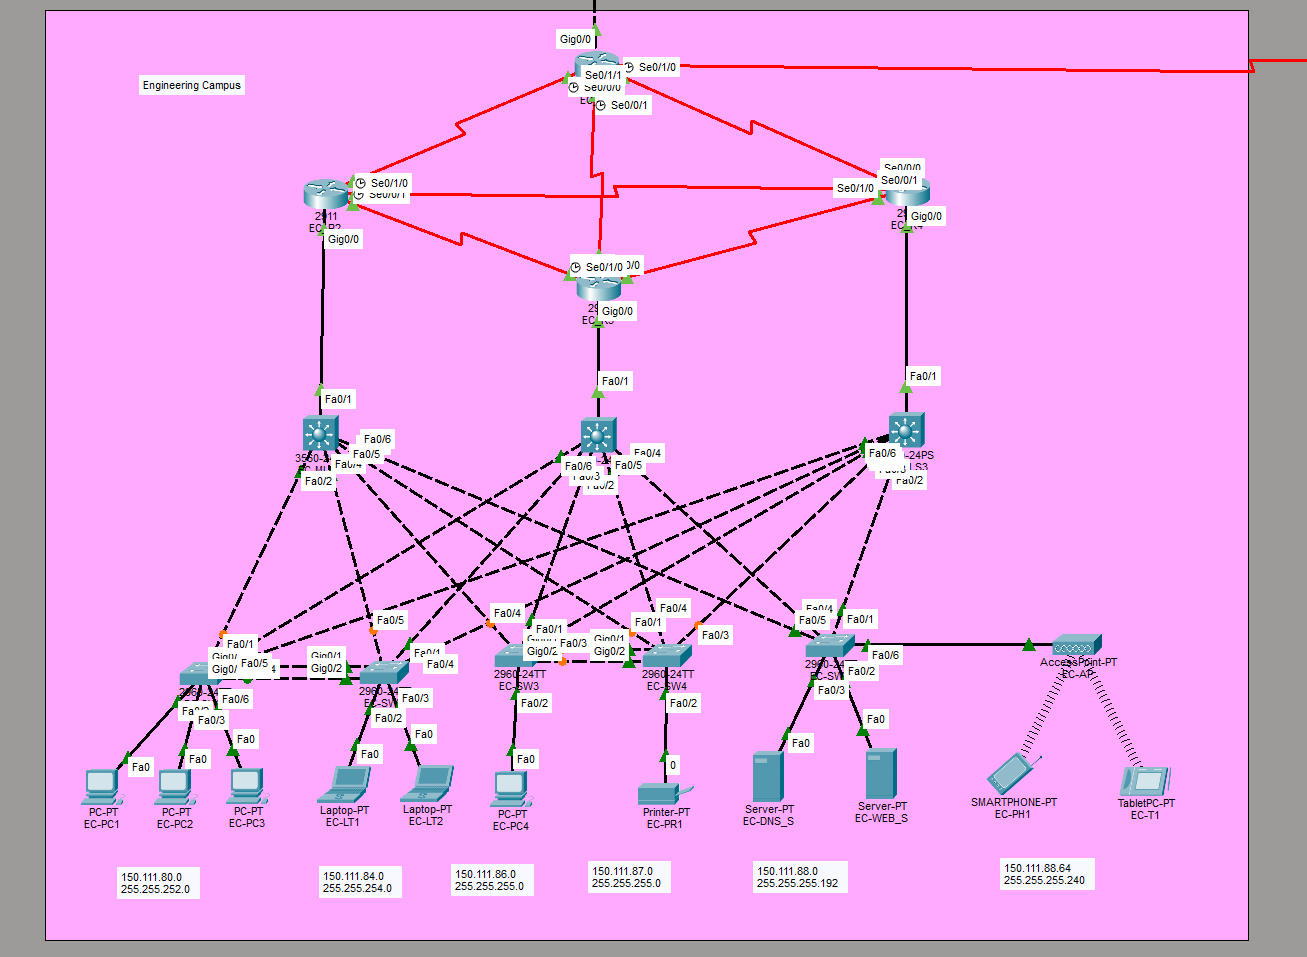 Gig0/0
Se0/1/0
Se0/1/1
Se0/0/0
Se0/0/1
Engineering Campus
Se0/1/0
Se0/0/1
2911
Gig0/0
Se0/0/0
Se0/0/1
Se0/1/0
Gig0/0
Se0/1/0
Gig0/0
Fa0/1
Fa0/1
Fa0/1
Fa0/6
Fa0/5
Fa0/4
Fa0/2
Fa0/4
Fa0/5
Fa0/6
Fa0/3
Fa0/2
Fa0/6
Fa0/2
Fa0/1
Fa0/5
Fa0/6
Fa0/3
Gig0/1
Gig0/2
Fa0/5
Fa0/1
Fa0/4
Fa0/3
Fa0/2
Fa0/4
Fa0/1
Gig0/2
Fa0/3
2960-24TT
EC-SW3
Fa0/2
Gig0/1
Gig0/2
Fa0/1
Fa0/4
Fa0/3
2960-24TT
EC-SW4
Fa0/2
Fa0/4
Fa0/5
Fa0/1
Fa0/6
Fa0/2
Fa0/3
AccessPoint-PT
EC-AP
Fa0
Fa0
Fa0
Fa0
Fa0
Fa0
0
Fa0
Fa0
PC-PT
EC-PC1
PC-PT
EC-PC2
PC-PT
EC-PC3
Laptop-PT
EC-LT1
Laptop-PT
EC-LT2
PC-PT
EC-PC4
Printer-PT
EC-PR1
Server-PT
EC-DNS_S
Server-PT
EC-WEB_S
SMARTPHONE-PT
EC-PH1
TabletPC-PT
EC-T1
150.111.80.0
255.255.252.0
150.111.84.0
255.255.254.0
150.111.86.0
255.255.255.0
150.111.87.0
255.255.255.0
150.111.88.0
255.255.255.192
150.111.88.64
255.255.255.240